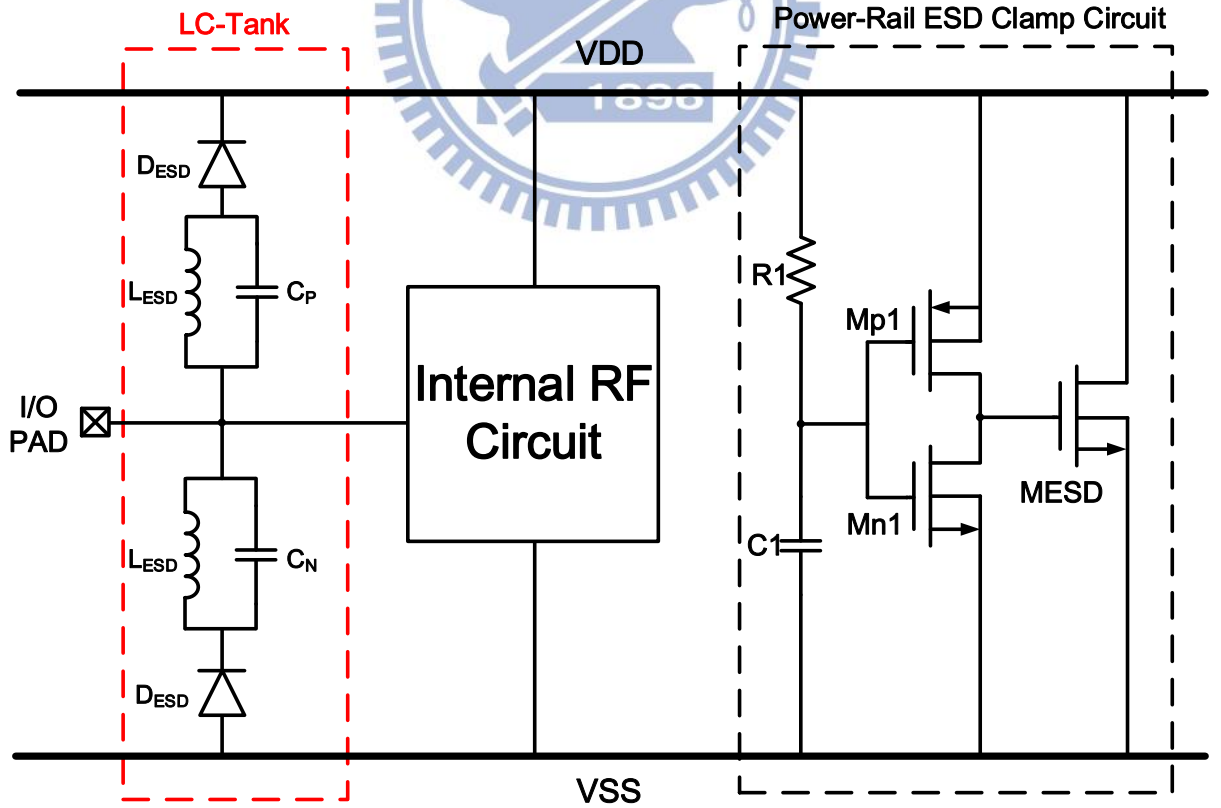 LC-Tank
Power-Rail ESD Clamp Circuit
VDD
1898
DESD
LESD
CP
R1
Mp1
I/O
PAD
Internal RF
Circuit
MESD
Mn1
LESD
CN
C1
DESD
VSS